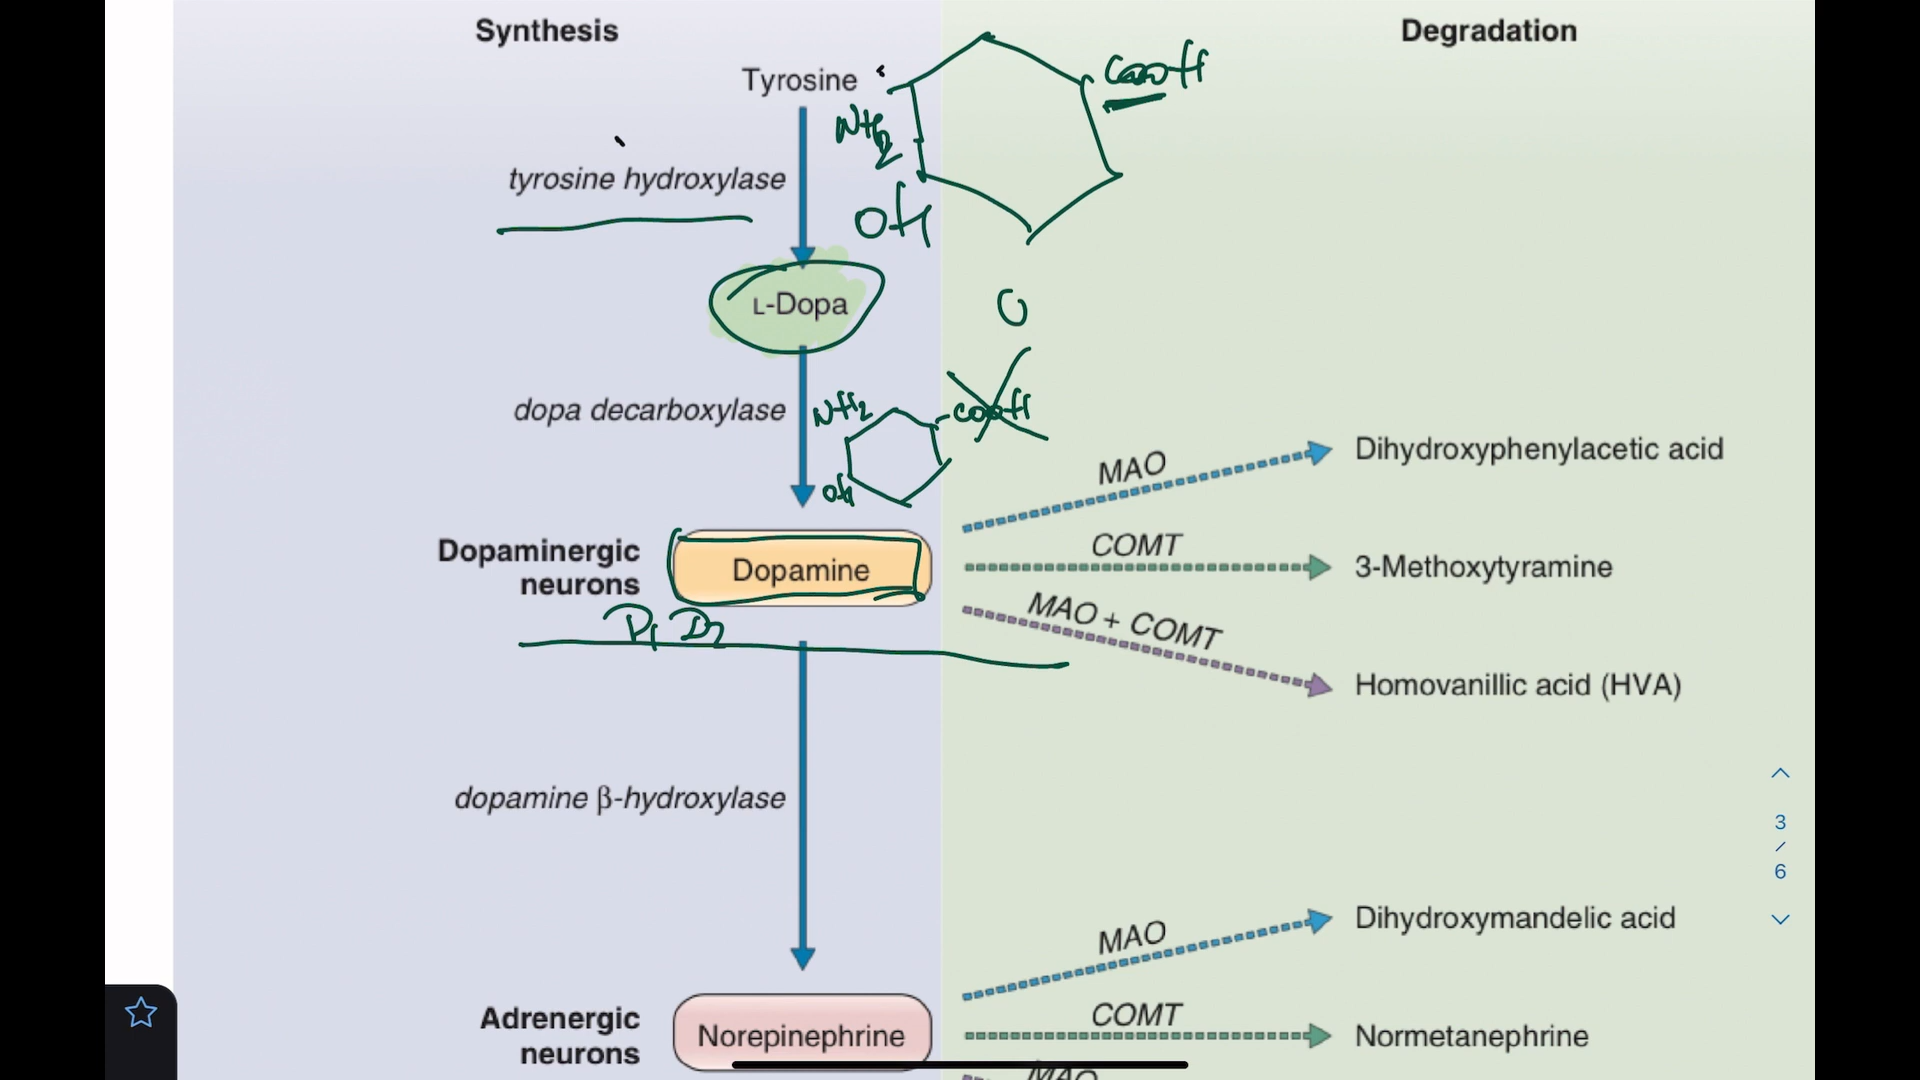 Synthesis
Degradation
Tyrosine
COOH
NH2
tyrosine hydroxylase
OH
L-Dopa
dopa decarboxylase
NH2
COOH
OH
MAO
Dihydroxyphenylacetic acid
Dopaminergic
neurons
Dopamine
COMT
3-Methoxytyramine
D1 D2
MAO + COMT
Homovanillic acid (HVA)
dopamine β-hydroxylase
3
/
6
MAO
Dihydroxymandelic acid
Adrenergic
neurons
Norepinephrine
COMT
Normetanephrine
MAO